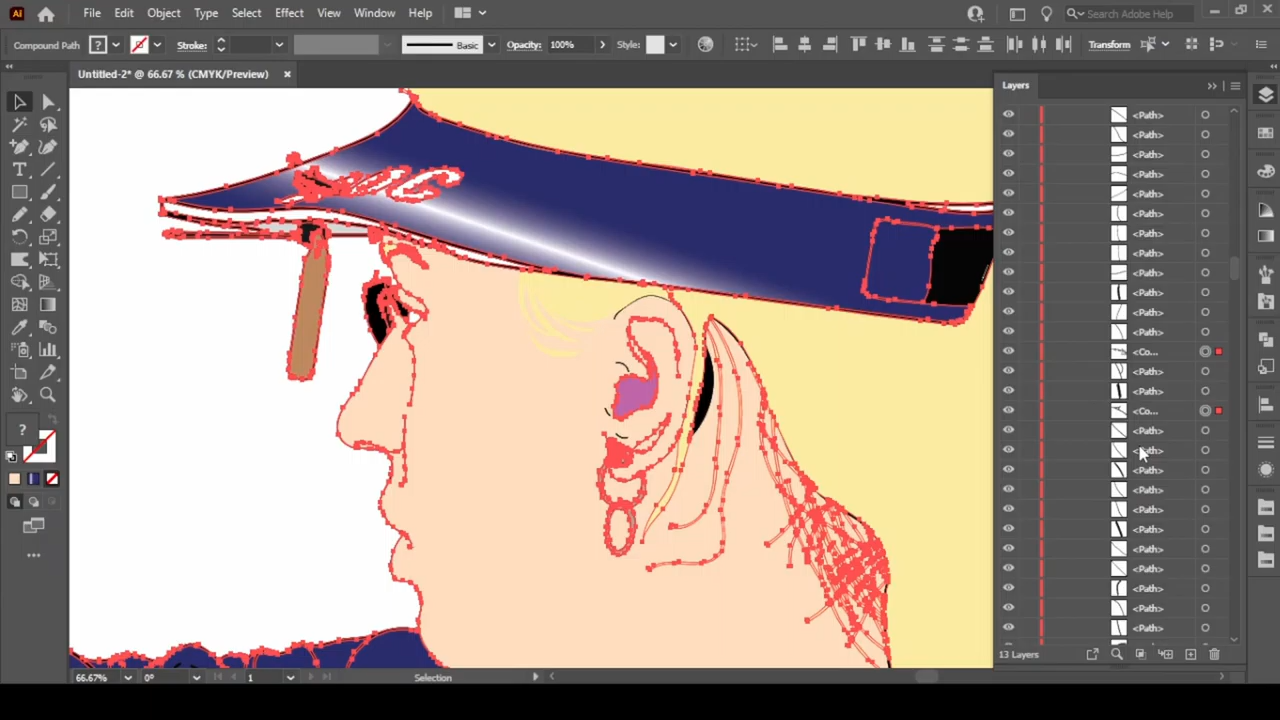 Ai File Edit Object Type Select Effect View Window Help Search Adobe Help
Compound Path ? Stroke: Basic Opacity: 100% Style: Transform
Untitled-2* @ 66.67 % (CMYK/Preview) Layers
<Path>
<Path>
<Path>
<Path>
<Path>
<Path>
<Path>
<Path>
<Path>
<Path>
<Path>
<Path>
<Co...
<Path>
<Path>
<Co...
<Path>
<Path>
<Path>
<Path>
<Path>
<Path>
<Path>
<Path>
<Path>
<Path>
<Path>
?
13 Layers
66.67% 0° 1 Selection